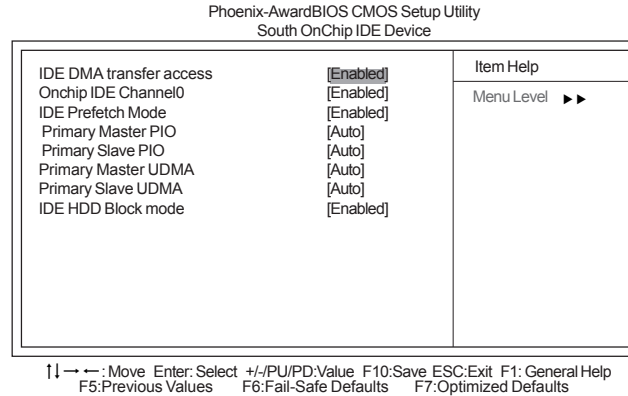 Phoenix-AwardBIOS CMOS Setup Utility
South OnChip IDE Device
IDE DMA transfer access [Enabled]
Onchip IDE Channel0 [Enabled]
IDE Prefetch Mode [Enabled]
Primary Master PIO [Auto]
Primary Slave PIO [Auto]
Primary Master UDMA [Auto]
Primary Slave UDMA [Auto]
IDE HDD Block mode [Enabled]
Item Help
Menu Level ►►
↑↓→←: Move Enter: Select +/-/PU/PD:Value F10:Save ESC:Exit F1: General Help
F5:Previous Values F6:Fail-Safe Defaults F7:Optimized Defaults